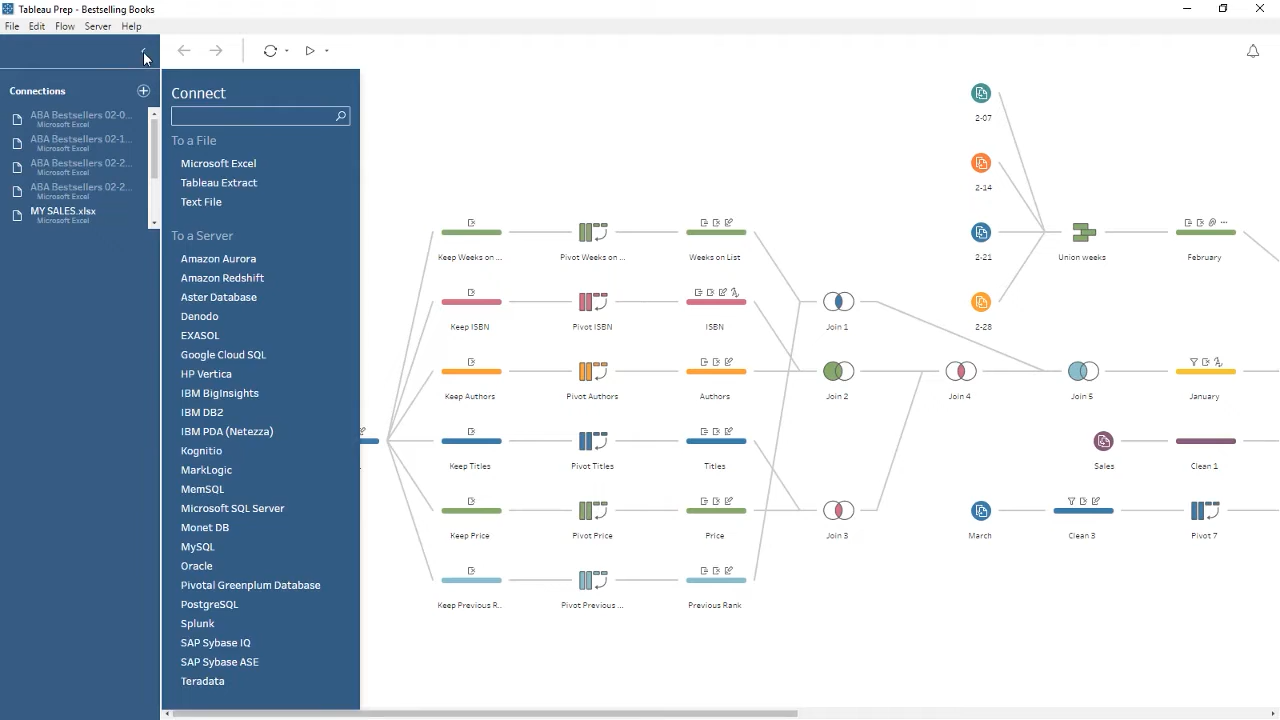 Tableau Prep - Bestselling Books
File Edit Flow Server Help
Connections
ABA Bestsellers 02-0...
Microsoft Excel
ABA Bestsellers 02-1...
Microsoft Excel
ABA Bestsellers 02-2...
Microsoft Excel
ABA Bestsellers 02-2...
Microsoft Excel
MY SALES.xlsx
Microsoft Excel
Connect
To a File
Microsoft Excel
Tableau Extract
Text File
To a Server
Amazon Aurora
Amazon Redshift
Aster Database
Denodo
EXASOL
Google Cloud SQL
HP Vertica
IBM BigInsights
IBM DB2
IBM PDA (Netezza)
Kognitio
MarkLogic
MemSQL
Microsoft SQL Server
Monet DB
MySQL
Oracle
Pivotal Greenplum Database
PostgreSQL
Splunk
SAP Sybase IQ
SAP Sybase ASE
Teradata
2-07
2-14
2-21
2-28
Keep Weeks on ... Pivot Weeks on ... Weeks on List Union weeks February
Keep ISBN Pivot ISBN ISBN Join 1
Keep Authors Pivot Authors Authors Join 2 Join 4 Join 5 January
Keep Titles Pivot Titles Titles Sales Clean 1
Keep Price Pivot Price Price Join 3 March Clean 3 Pivot 7
Keep Previous R... Pivot Previous ... Previous Rank